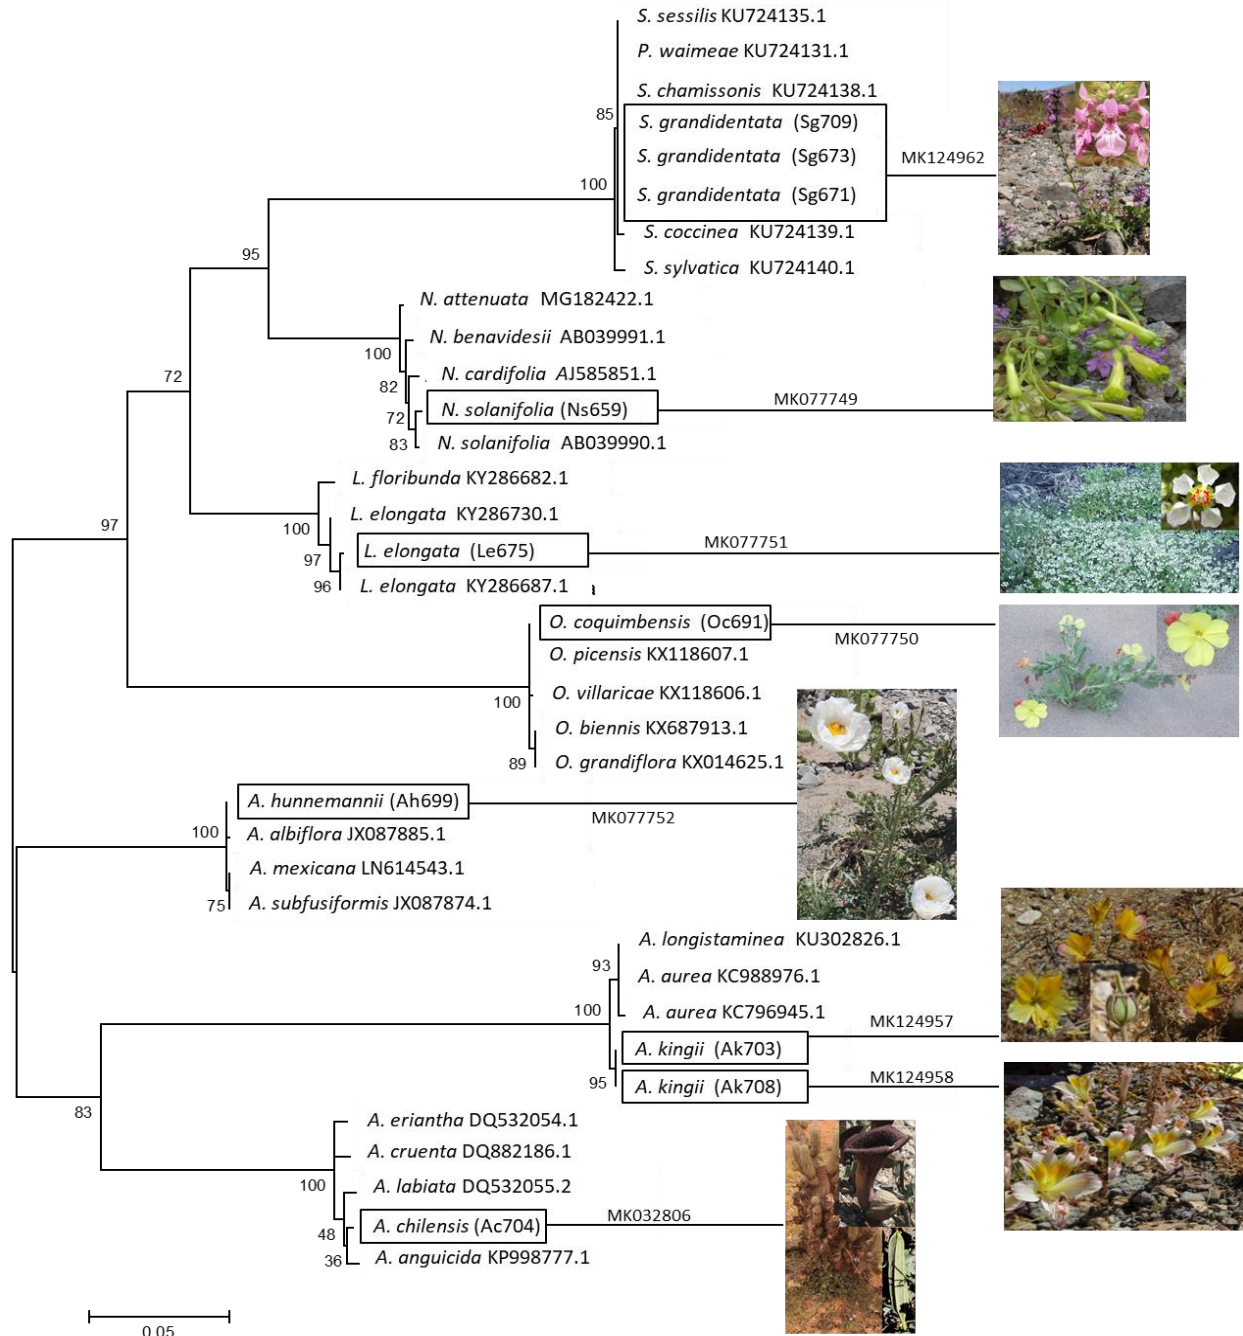 S. sessilis KU724135.1
P. waimeae KU724131.1
S. chamissonis KU724138.1
85
S. grandidentata (Sg709)
S. grandidentata (Sg673)
MK124962
S. grandidentata (Sg671)
100
S. coccinea KU724139.1
S. sylvatica KU724140.1
95
N. attenuata MG182422.1
N. benavidesii AB039991.1
100
N. cardifolia AJ585851.1
82
72
N. solanifolia (Ns659)
MK077749
72
N. solanifolia AB039990.1
83
L. floribunda KY286682.1
L. elongata KY286730.1
100
97
L. elongata (Le675)
MK077751
97
L. elongata KY286687.1
96
O. coquimbensis (Oc691)
MK077750
O. picensis KX118607.1
O. villaricae KX118606.1
100
O. biennis KX687913.1
O. grandiflora KX014625.1
89
A. hunnemannii (Ah699)
MK077752
100
A. albiflora JX087885.1
A. mexicana LN614543.1
A. subfusiformis JX087874.1
75
A. longistaminea KU302826.1
93
A. aurea KC988976.1
A. aurea KC796945.1
100
MK124957
A. kingii (Ak703)
MK124958
A. kingii (Ak708)
95
83
A. eriantha DQ532054.1
A. cruenta DQ882186.1
100
A. labiata DQ532055.2
MK032806
A. chilensis (Ac704)
48
A. anguicida KP998777.1
36
0.05